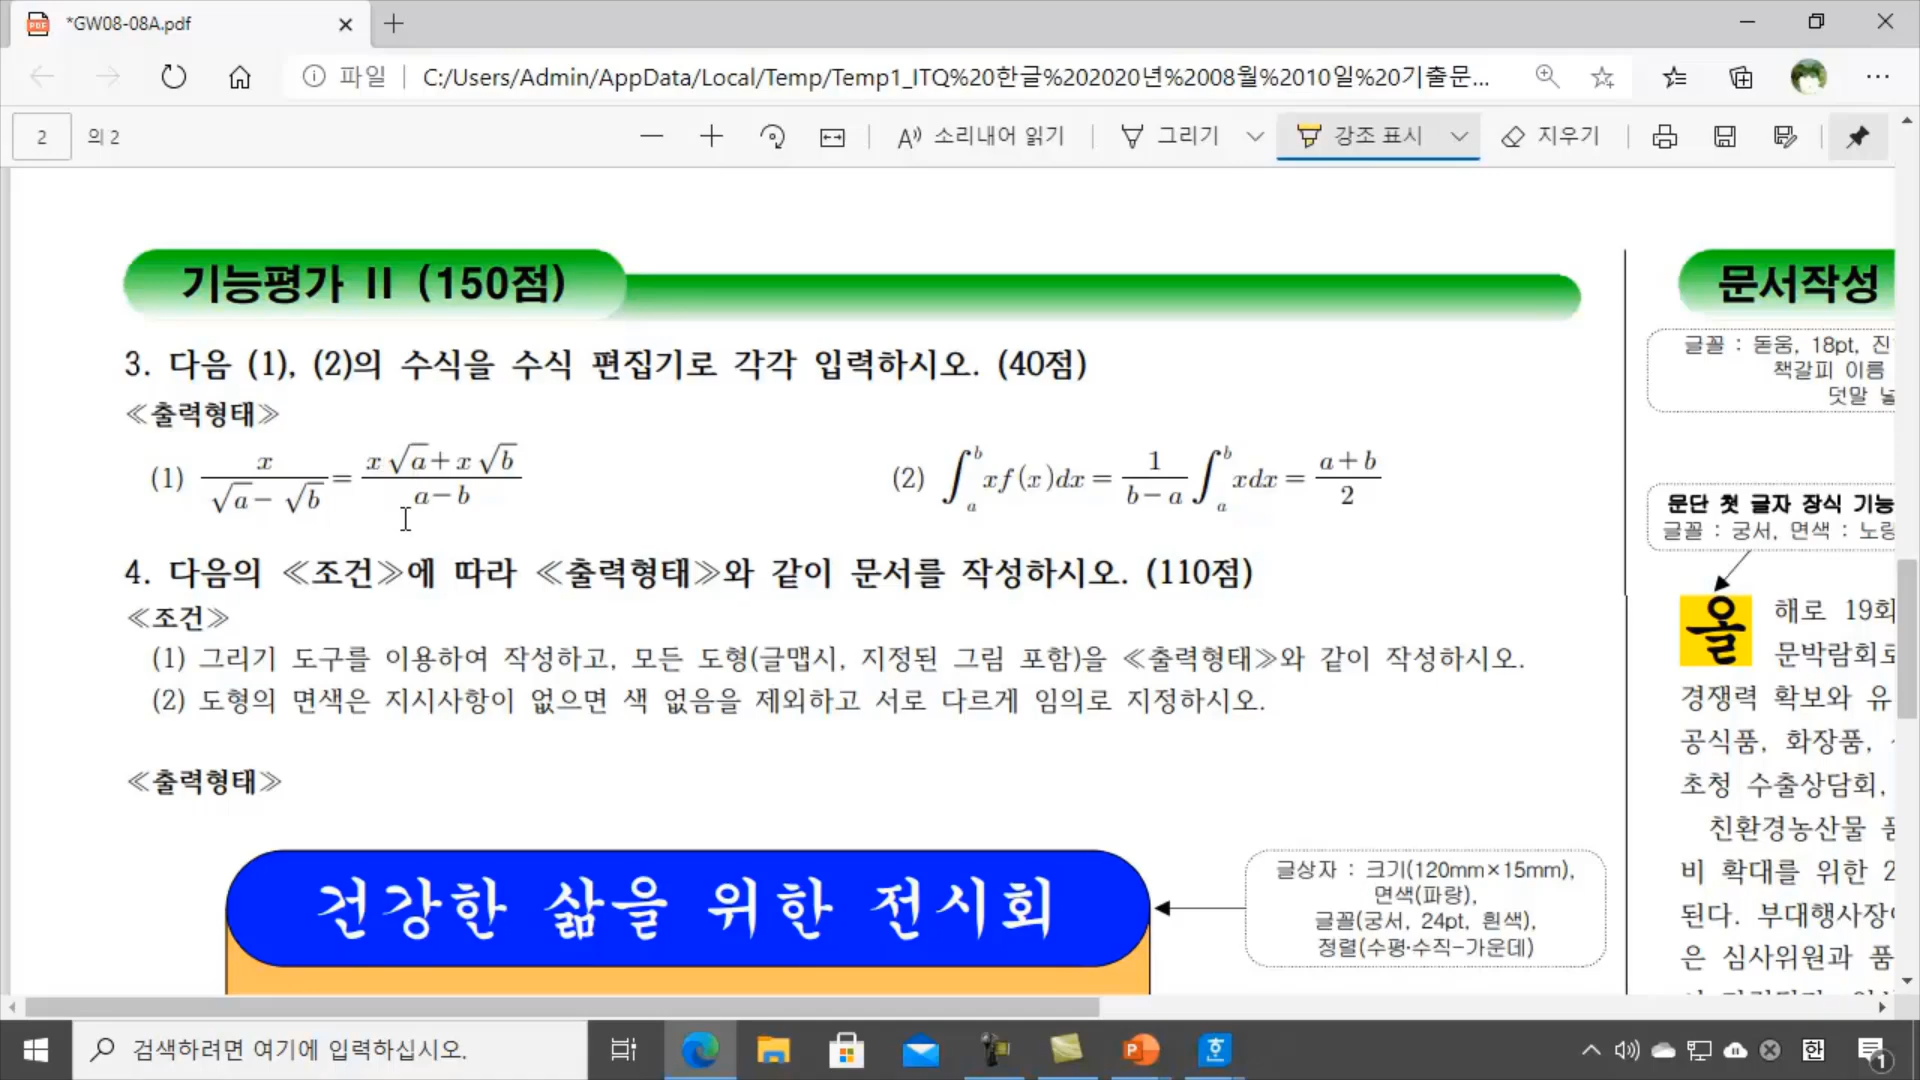 *GW08-08A.pdf
파일
C:/Users/Admin/AppData/Local/Temp/Temp1_ITQ%20한글%202020년%2008월%2010일%20기출문...
2 의 2
소리내어 읽기
그리기
강조 표시
지우기
기능평가 II (150점)
3. 다음 (1), (2)의 수식을 수식 편집기로 각각 입력하시오. (40점)
≪출력형태≫
(1) x/(√a − √b) = (x√a + x√b)/(a − b)
(2) ∫_a^b xf(x)dx = 1/(b − a) ∫_a^b xdx = (a + b)/2
4. 다음의 ≪조건≫에 따라 ≪출력형태≫와 같이 문서를 작성하시오. (110점)
≪조건≫
(1) 그리기 도구를 이용하여 작성하고, 모든 도형(글맵시, 지정된 그림 포함)을 ≪출력형태≫와 같이 작성하시오.
(2) 도형의 면색은 지시사항이 없으면 색 없음을 제외하고 서로 다르게 임의로 지정하시오.
≪출력형태≫
건강한 삶을 위한 전시회
글상자 : 크기(120mm×15mm),
면색(파랑),
글꼴(궁서, 24pt, 흰색),
정렬(수평·수직-가운데)
문서작성
글꼴 : 돋움, 18pt, 진
책갈피 이름
덧말
문단 첫 글자 장식 기능
글꼴 : 궁서, 면색 : 노
올
해로 19회
문박람회로
경쟁력 확보와 유
공식품, 화장품,
초청 수출상담회,
친환경농산물
비 확대를 위한 2
된다. 부대행사장
은 심사위원과 품
검색하려면 여기에 입력하십시오.
한
1